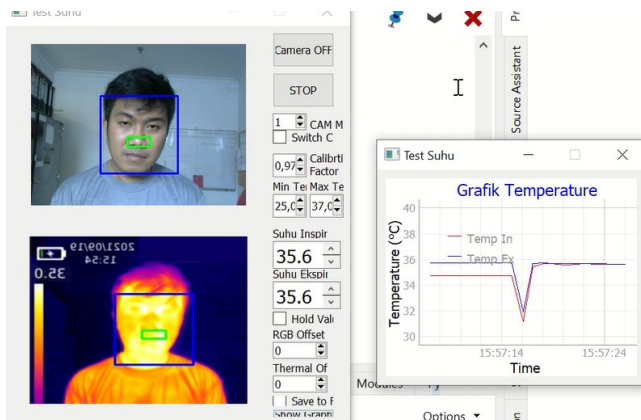 Test Suhu
Camera OFF
STOP
1
CAM M
Switch C
0,97
Calibrti
Factor
Min Te
Max Te
25,0
37,0
Suhu Inspir
35.6
Suhu Ekspir
35.6
Hold Valu
RGB Offset
0
Thermal Of
0
Save to F
Show Graph
2021/09/19
15:54
35.0
Source Assistant
Test Suhu
Grafik Temperature
Temperature (°C)
40
38
36
34
32
30
Temp In
Temp Ex
15:57:14
15:57:24
Time
Modules
Options